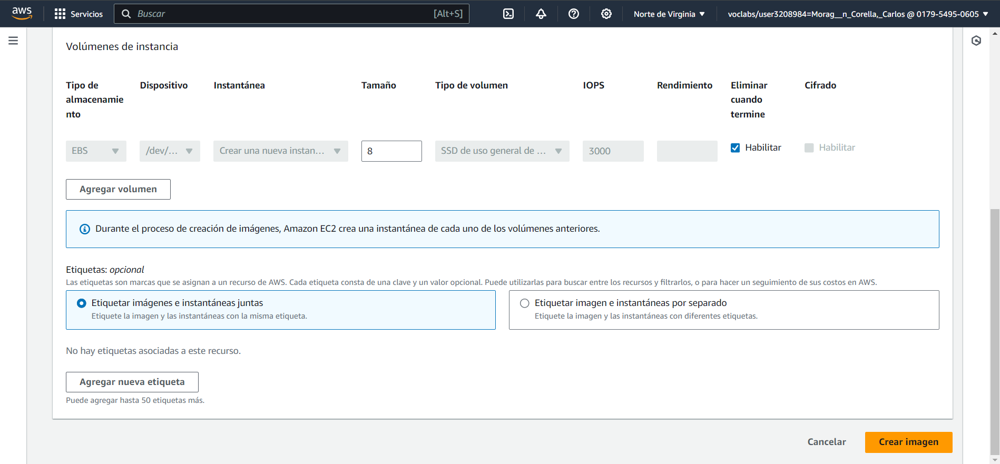 aws
Servicios
Buscar
[Alt+S]
Norte de Virginia
voclabs/user3208984=Morag__n_Corella,_Carlos @ 0179-5495-0605
Volúmenes de instancia
Tipo de
almacenamie
nto
Dispositivo
Instantánea
Tamaño
Tipo de volumen
IOPS
Rendimiento
Eliminar
cuando
termine
Cifrado
EBS
/dev/...
Crear una nueva instan...
8
SSD de uso general de ...
3000
Habilitar
Habilitar
Agregar volumen
Durante el proceso de creación de imágenes, Amazon EC2 crea una instantánea de cada uno de los volúmenes anteriores.
Etiquetas: opcional
Las etiquetas son marcas que se asignan a un recurso de AWS. Cada etiqueta consta de una clave y un valor opcional. Puede utilizarlas para buscar entre los recursos y filtrarlos, o para hacer un seguimiento de sus costos en AWS.
Etiquetar imágenes e instantáneas juntas
Etiquete la imagen y las instantáneas con la misma etiqueta.
Etiquetar imagen e instantáneas por separado
Etiquete la imagen y las instantáneas con diferentes etiquetas.
No hay etiquetas asociadas a este recurso.
Agregar nueva etiqueta
Puede agregar hasta 50 etiquetas más.
Cancelar
Crear imagen